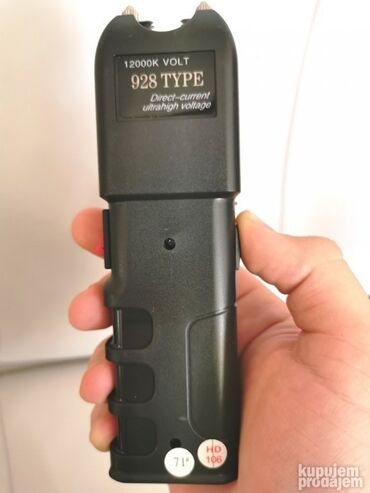 12000K VOLT
928 TYPE
Direct-current
ultrahigh voltage
HD
106
71#
kupujem
prodajem